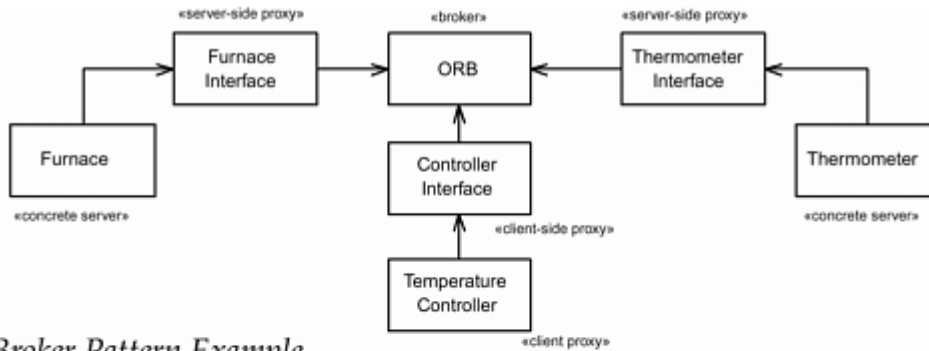 «server-side proxy»
«broker»
«server-side proxy»
Furnace
Interface
ORB
Thermometer
Interface
Furnace
«concrete server»
Controller
Interface
«client-side proxy»
Thermometer
«concrete server»
Temperature
Controller
«client proxy»
Broker Pattern Example